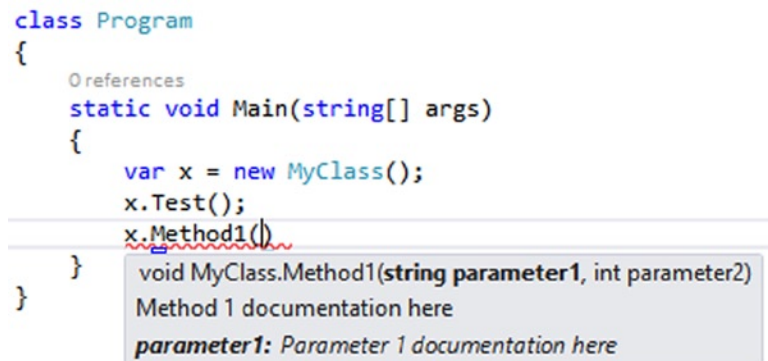 class Program
{
0 references
static void Main(string[] args)
{
var x = new MyClass();
x.Test();
x.Method1()
}
void MyClass.Method1(string parameter1, int parameter2)
}
Method 1 documentation here
parameter1: Parameter 1 documentation here